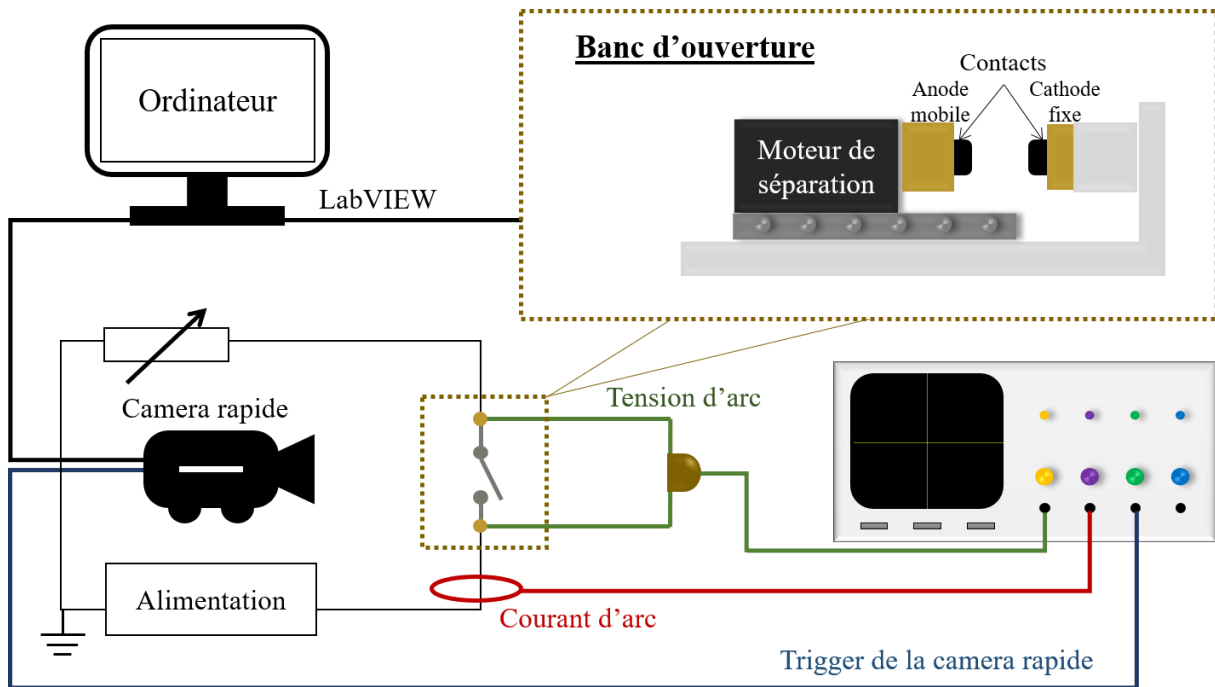 Banc d’ouverture
Ordinateur
Contacts
Anode
mobile
Cathode
fixe
Moteur de
séparation
LabVIEW
Camera rapide
Tension d’arc
Alimentation
Courant d’arc
Trigger de la camera rapide